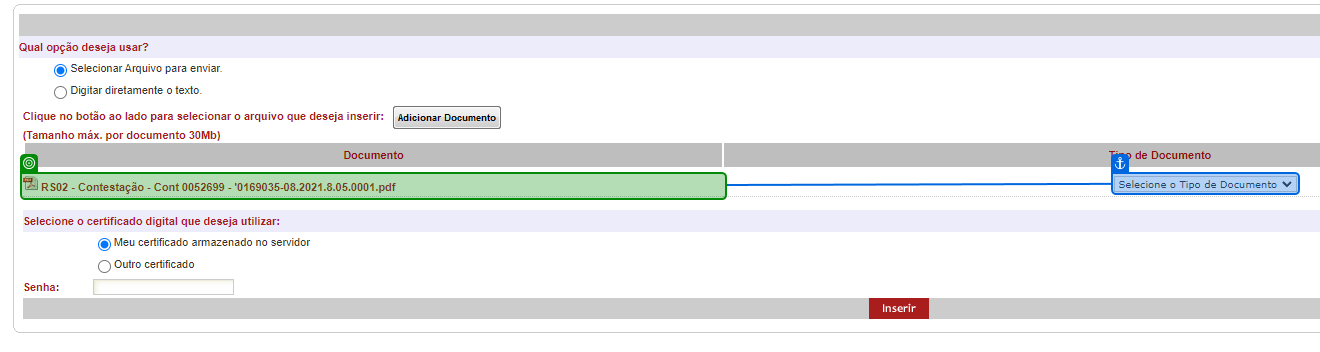 Qual opção deseja usar?
Selecionar Arquivo para enviar.
Digitar diretamente o texto.
Clique no botão ao lado para selecionar o arquivo que deseja inserir: Adicionar Documento
(Tamanho máx. por documento 30Mb)
Documento Tipo de Documento
RS02 - Contestação - Cont 0052699 - '0169035-08.2021.8.05.0001.pdf Selecione o Tipo de Documento
Selecione o certificado digital que deseja utilizar:
Meu certificado armazenado no servidor
Outro certificado
Senha:
Inserir